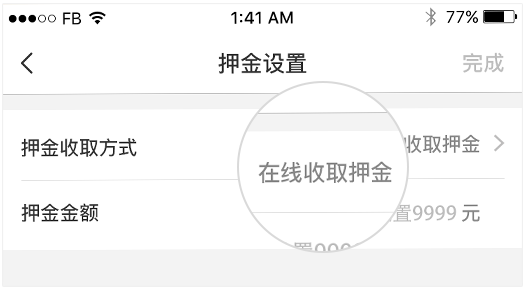 FB 1:41 AM 77%
押金设置 完成
押金收取方式 收取押金
在线收取押金
押金金额 置9999 元
置999